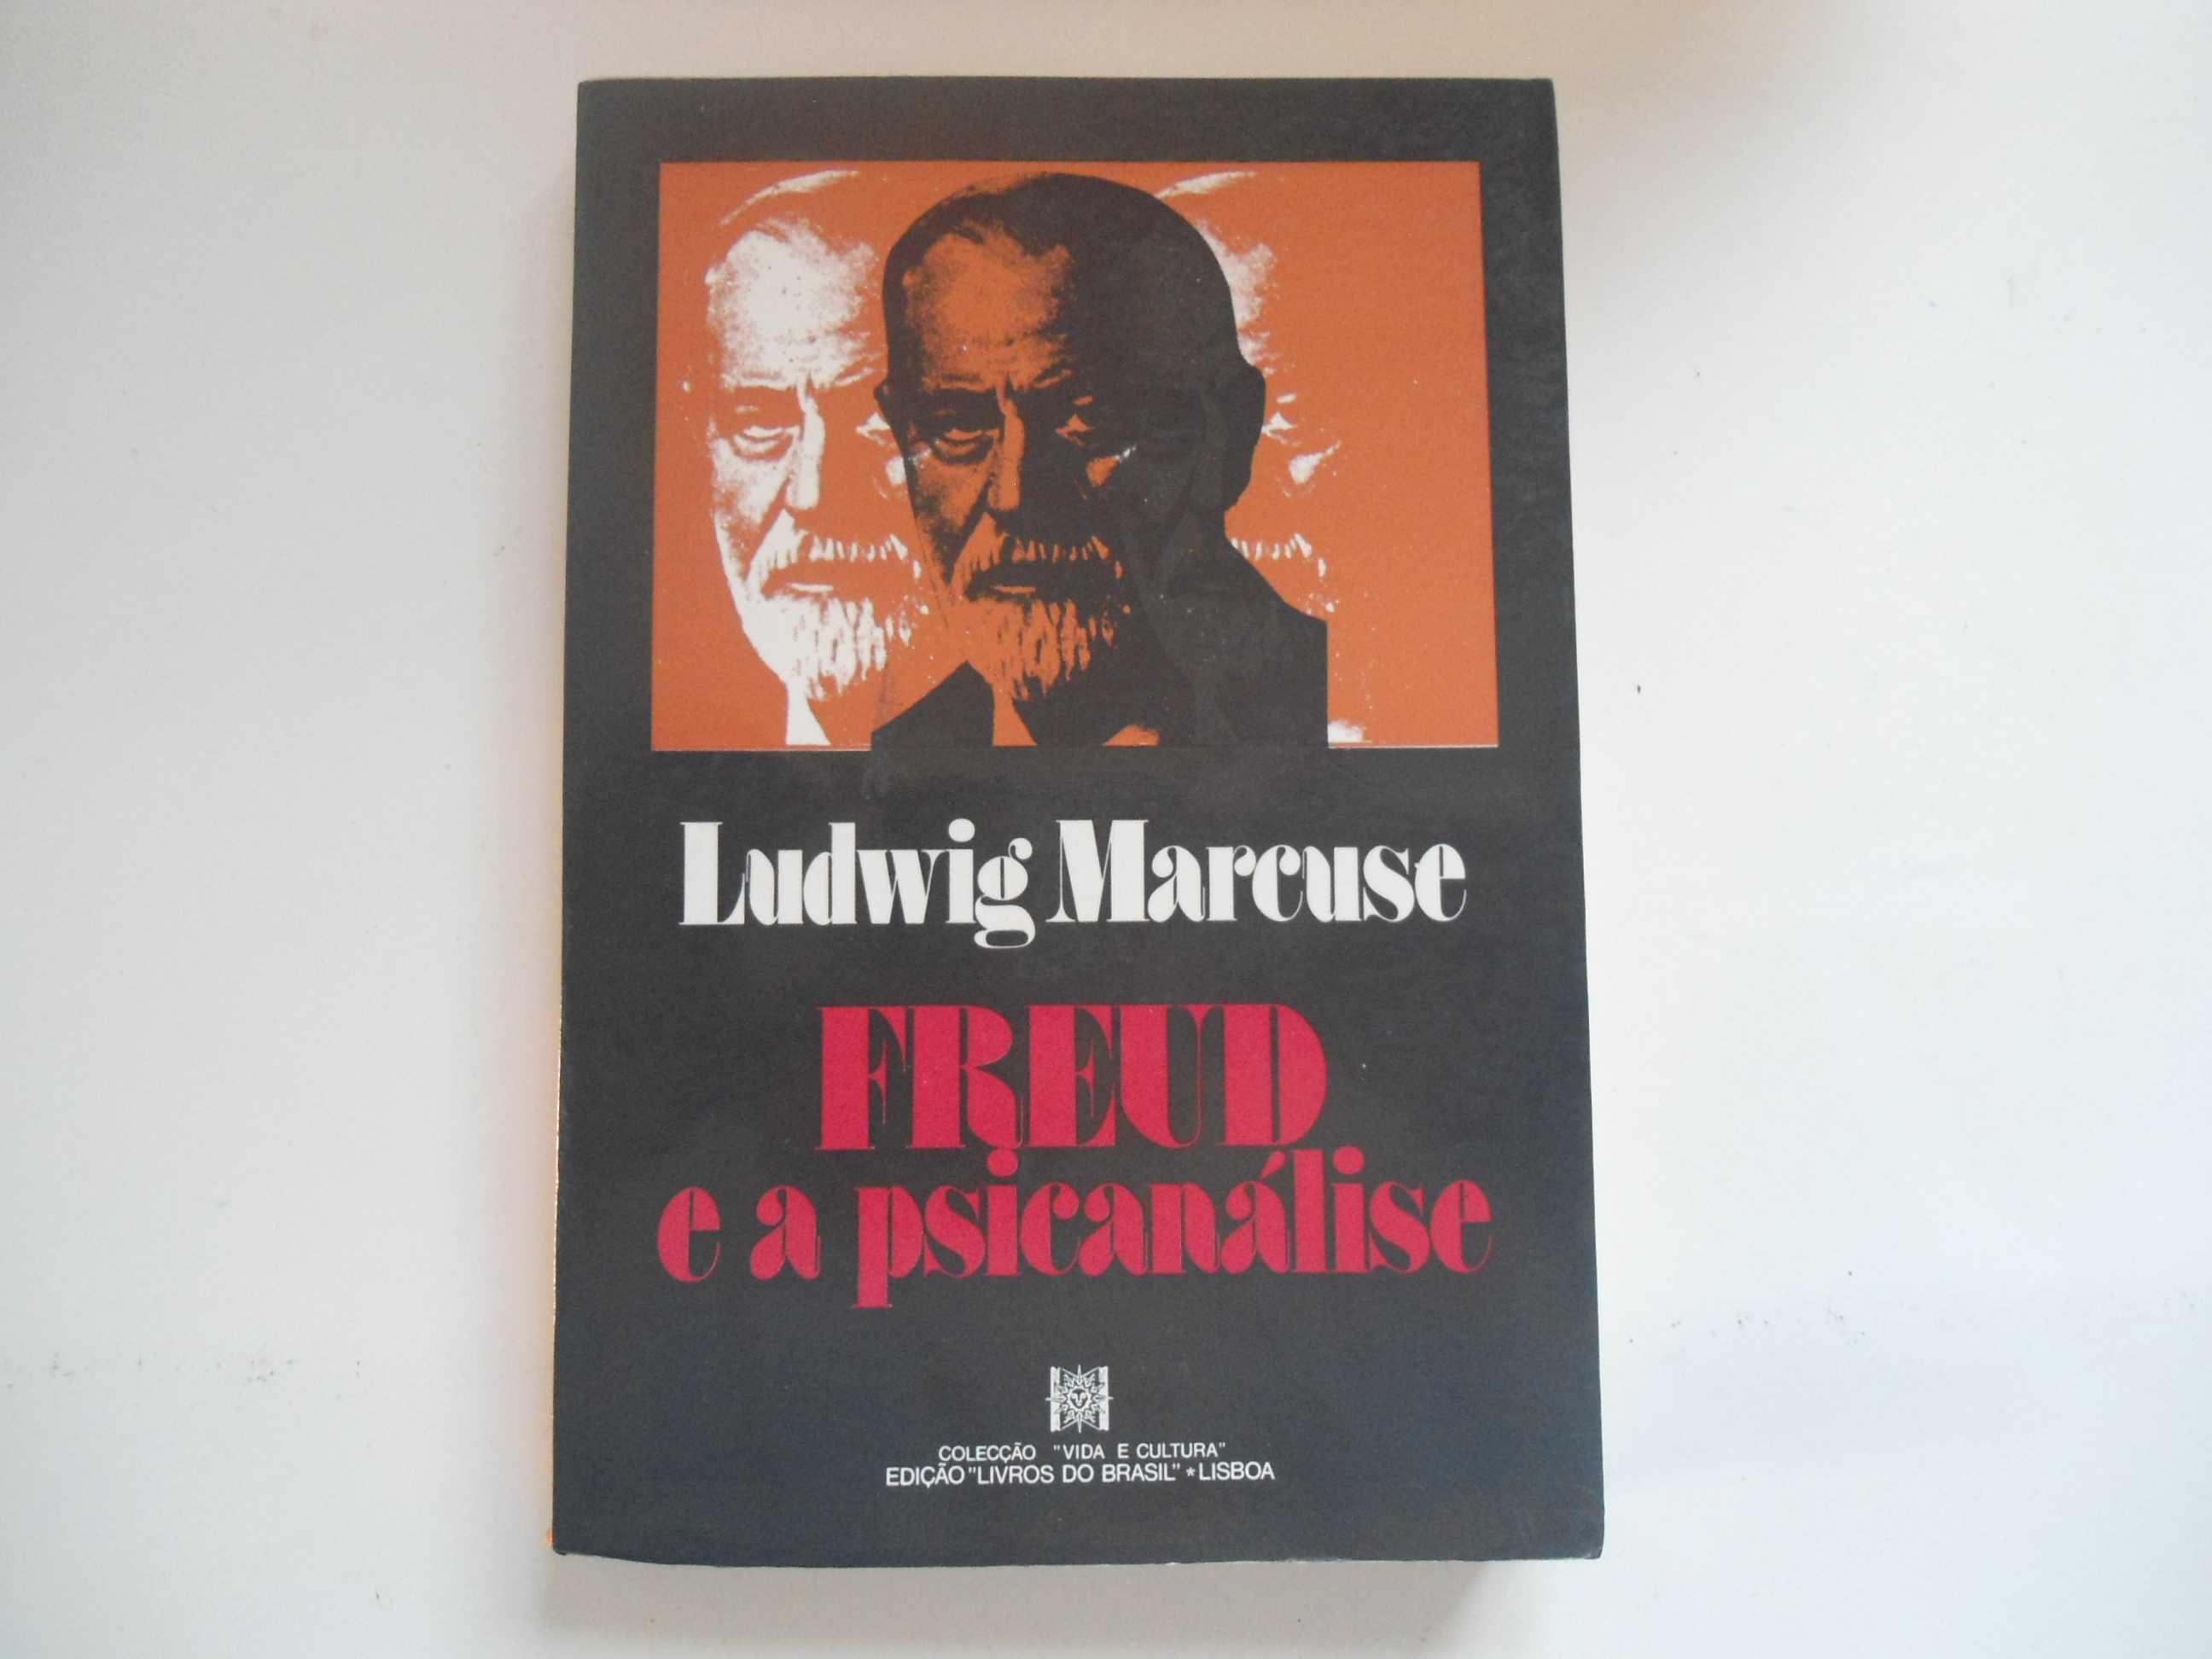 Ludwig Marcuse
FREUD
e a psicanálise
COLECÇÃO "VIDA E CULTURA"
EDIÇÃO "LIVROS DO BRASIL" * LISBOA